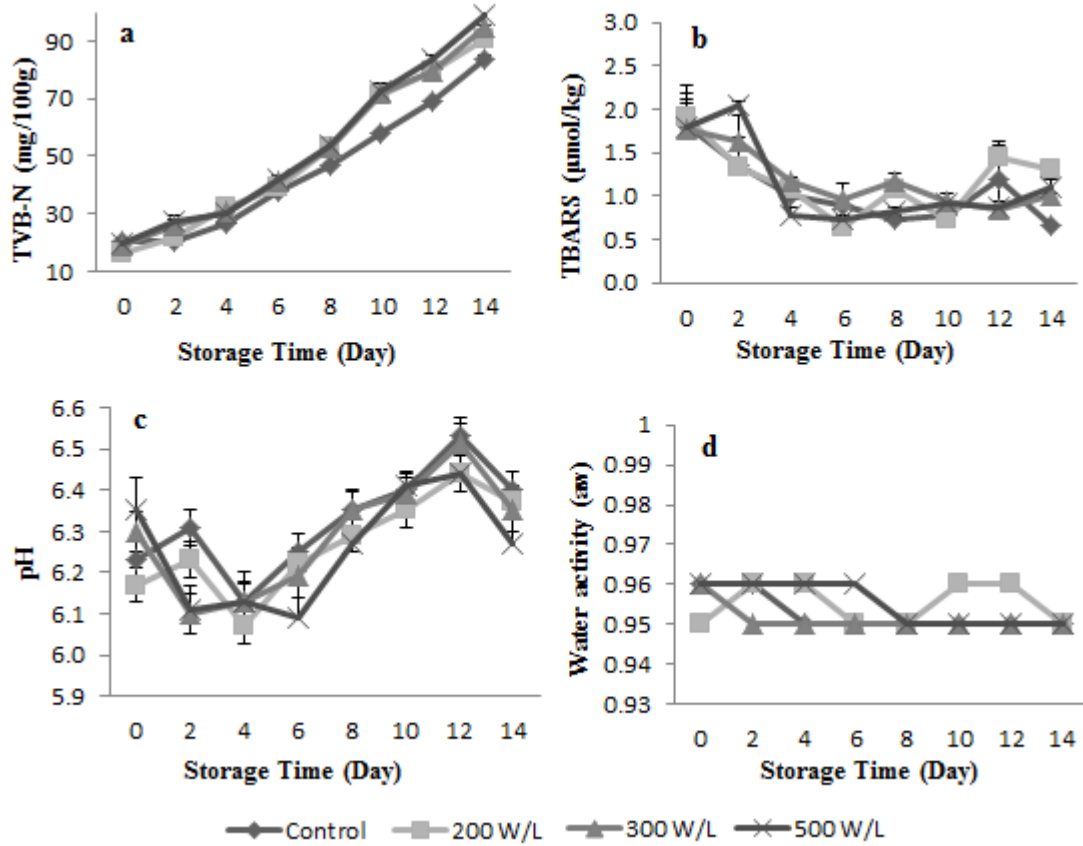 a
TVB-N (mg/100g)
90
70
50
30
10
0 2 4 6 8 10 12 14
Storage Time (Day)
b
TBARS (µmol/kg)
3.0
2.5
2.0
1.5
1.0
0.5
0.0
0 2 4 6 8 10 12 14
Storage Time (Day)
c
pH
6.6
6.5
6.4
6.3
6.2
6.1
6.0
5.9
0 2 4 6 8 10 12 14
Storage Time (Day)
d
Water activity (aw)
1
0.99
0.98
0.97
0.96
0.95
0.94
0.93
0 2 4 6 8 10 12 14
Storage Time (Day)
Control 200 W/L 300 W/L 500 W/L